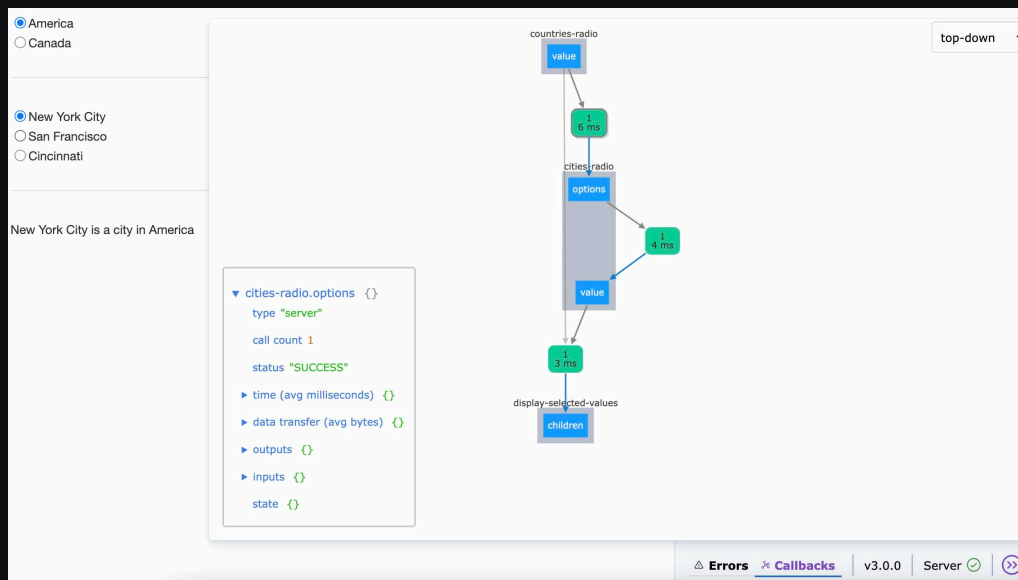 America
Canada
New York City
San Francisco
Cincinnati
New York City is a city in America
countries-radio
value
1
6 ms
cities-radio
options
1
4 ms
value
1
3 ms
display-selected-values
children
top-down
cities-radio.options {}
type "server"
call count 1
status "SUCCESS"
time (avg milliseconds) {}
data transfer (avg bytes) {}
outputs {}
inputs {}
state {}
Errors Callbacks v3.0.0 Server